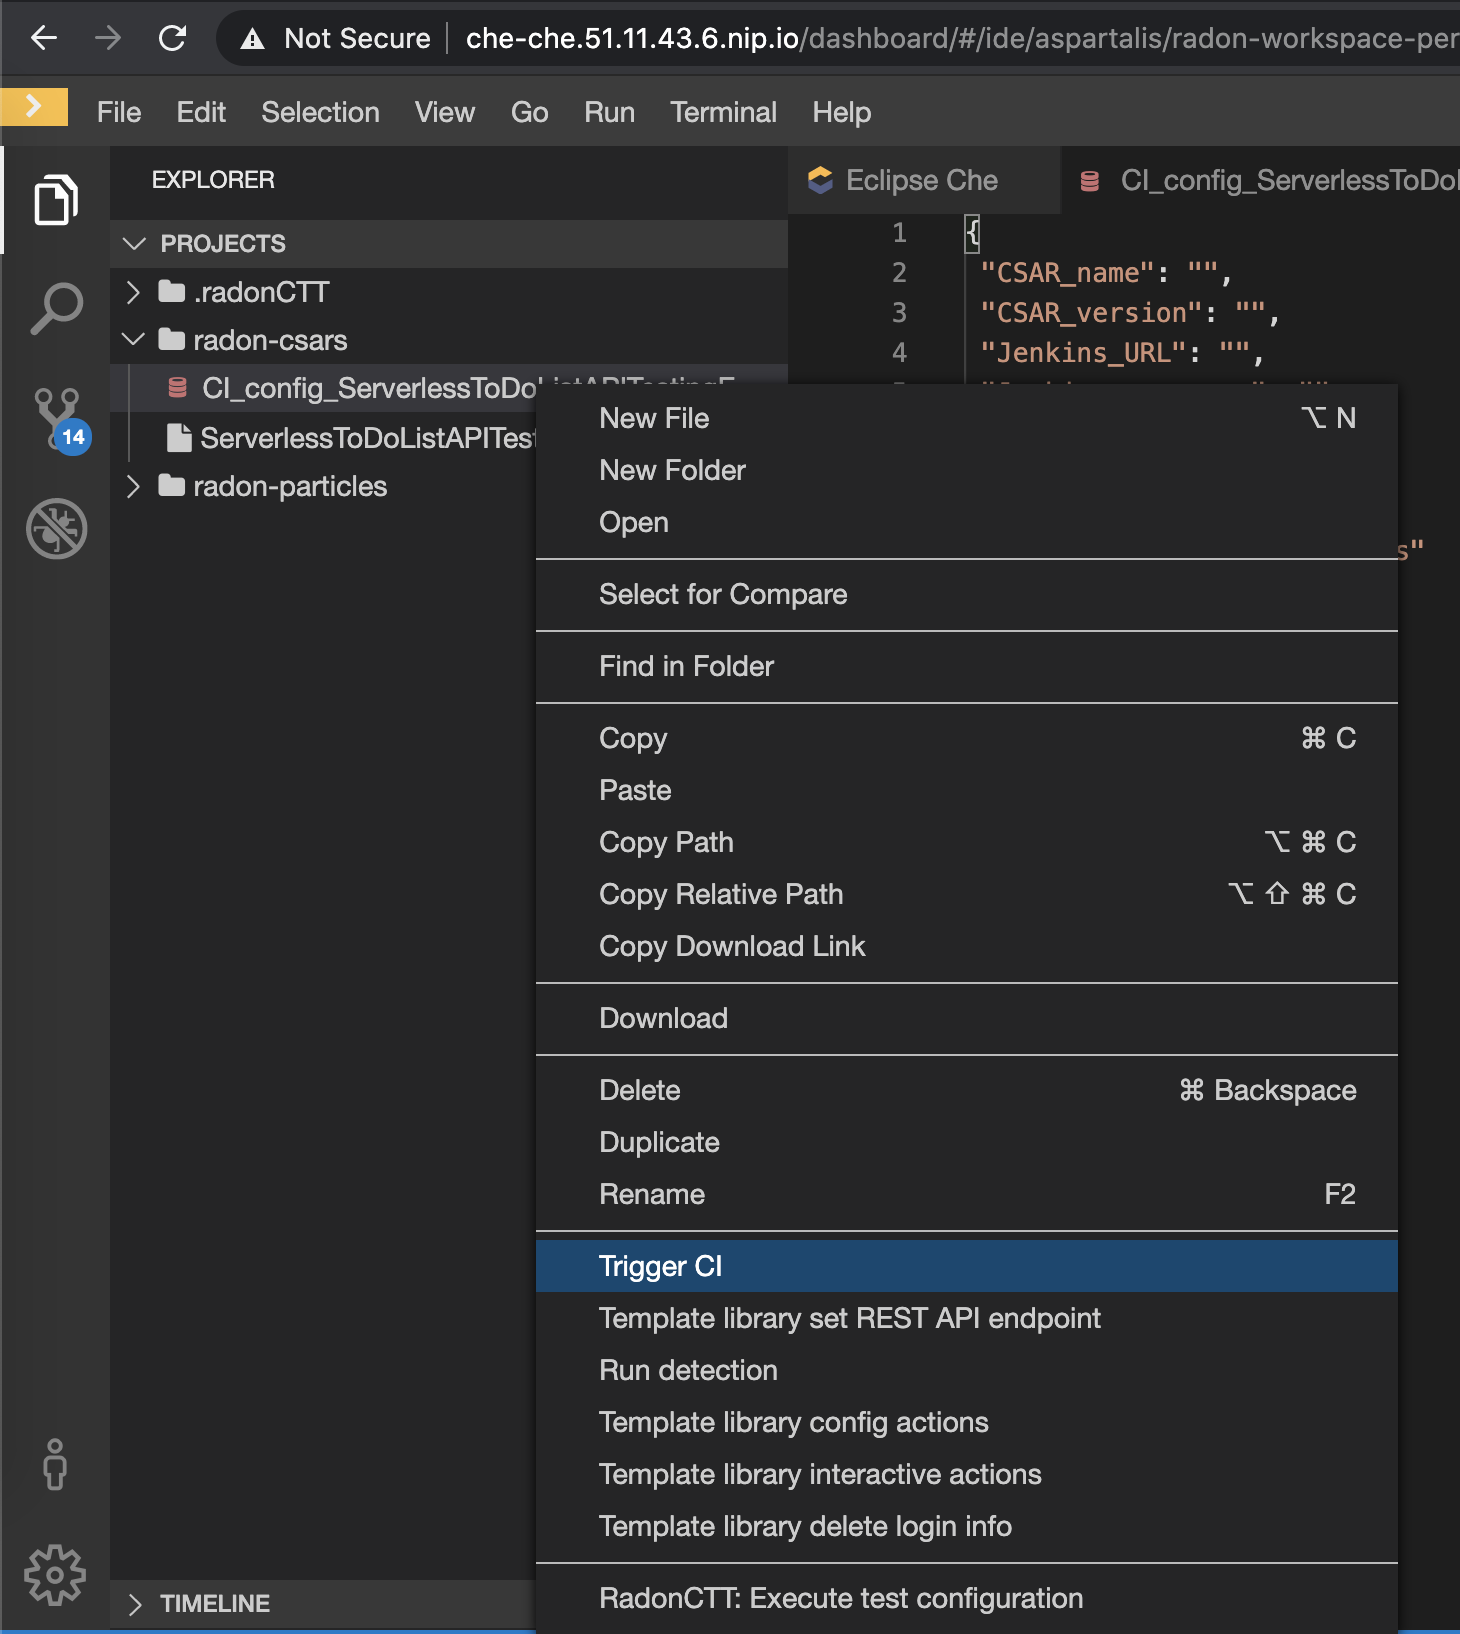 Not Secure che-che.51.11.43.6.nip.io/dashboard/#/ide/aspartalis/radon-workspace-per
File Edit Selection View Go Run Terminal Help
EXPLORER
PROJECTS
.radonCTT
radon-csars
CI_config_ServerlessToDoListAPITestingE
ServerlessToDoListAPITest
radon-particles
14
TIMELINE
Eclipse Che
CI_config_ServerlessToDol
1 {
2 "CSAR_name": "",
3 "CSAR_version": "",
4 "Jenkins_URL": "",
s"
New File ⌥ N
New Folder
Open
Select for Compare
Find in Folder
Copy ⌘ C
Paste
Copy Path ⌥ ⌘ C
Copy Relative Path ⌥ ⇧ ⌘ C
Copy Download Link
Download
Delete ⌘ Backspace
Duplicate
Rename F2
Trigger CI
Template library set REST API endpoint
Run detection
Template library config actions
Template library interactive actions
Template library delete login info
RadonCTT: Execute test configuration